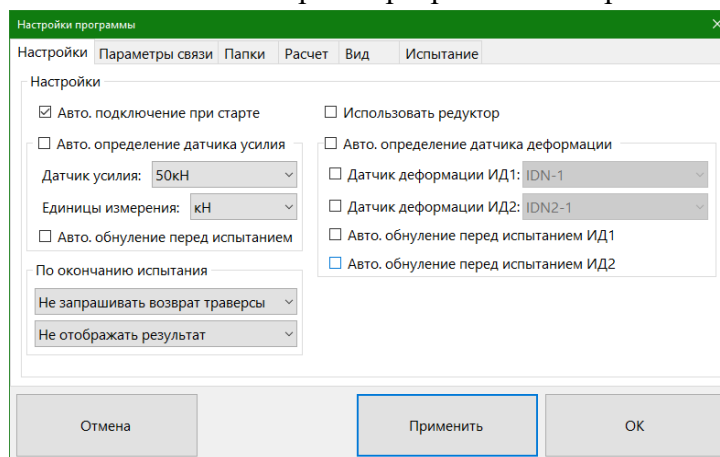 Настройки программы
Настройки Параметры связи Папки Расчет Вид Испытание
Настройки
Авто. подключение при старте
Использовать редуктор
Авто. определение датчика усилия
Датчик усилия: 50кН
Единицы измерения: кН
Авто. обнуление перед испытанием
Авто. определение датчика деформации
Датчик деформации ИД1: IDN-1
Датчик деформации ИД2: IDN2-1
Авто. обнуление перед испытанием ИД1
Авто. обнуление перед испытанием ИД2
По окончанию испытания
Не запрашивать возврат траверсы
Не отображать результат
Отмена Применить ОК